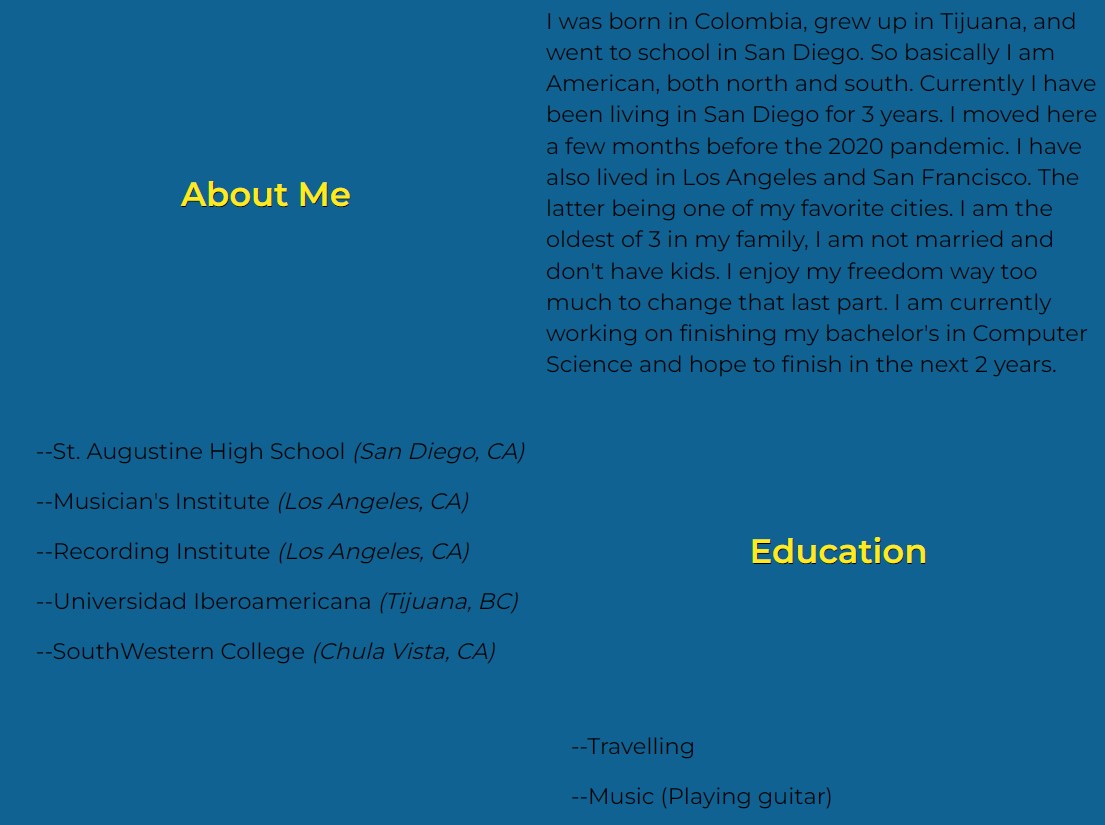 About Me
I was born in Colombia, grew up in Tijuana, and
went to school in San Diego. So basically I am
American, both north and south. Currently I have
been living in San Diego for 3 years. I moved here
a few months before the 2020 pandemic. I have
also lived in Los Angeles and San Francisco. The
latter being one of my favorite cities. I am the
oldest of 3 in my family, I am not married and
don't have kids. I enjoy my freedom way too
much to change that last part. I am currently
working on finishing my bachelor's in Computer
Science and hope to finish in the next 2 years.
Education
--St. Augustine High School (San Diego, CA)
--Musician's Institute (Los Angeles, CA)
--Recording Institute (Los Angeles, CA)
--Universidad Iberoamericana (Tijuana, BC)
--SouthWestern College (Chula Vista, CA)
--Travelling
--Music (Playing guitar)